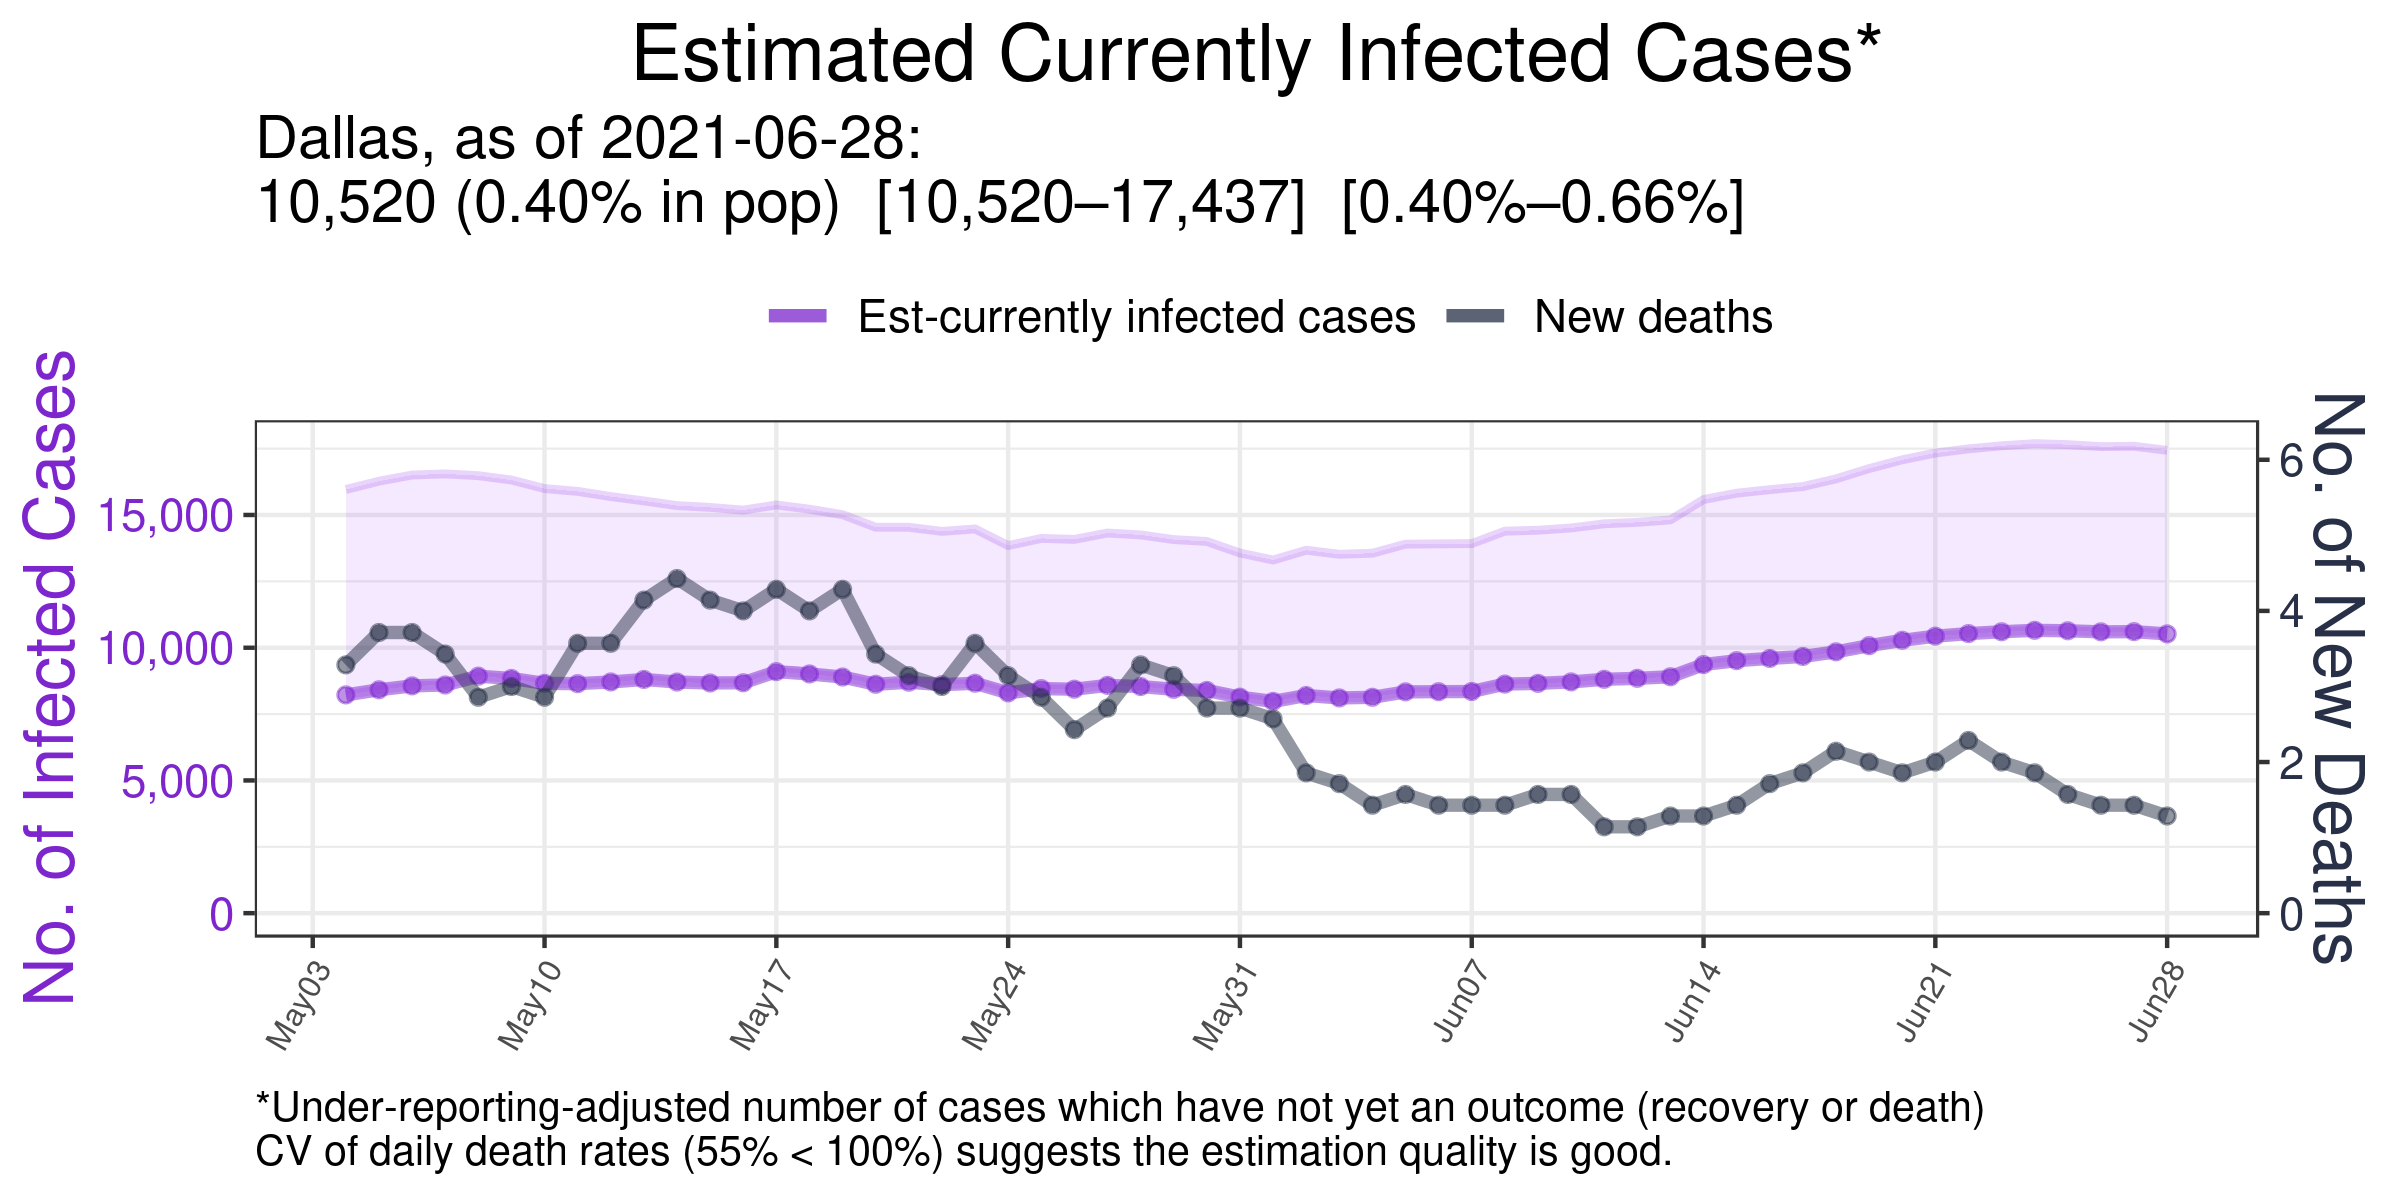 Estimated Currently Infected Cases*
Dallas, as of 2021-06-28:
10,520 (0.40% in pop)  [10,520–17,437]  [0.40%–0.66%]
Est-currently infected cases
New deaths
No. of Infected Cases
15,000
10,000
5,000
0
No. of New Deaths
6
4
2
0
May03
May10
May17
May24
May31
Jun07
Jun14
Jun21
Jun28
*Under-reporting-adjusted number of cases which have not yet an outcome (recovery or death)
CV of daily death rates (55% < 100%) suggests the estimation quality is good.